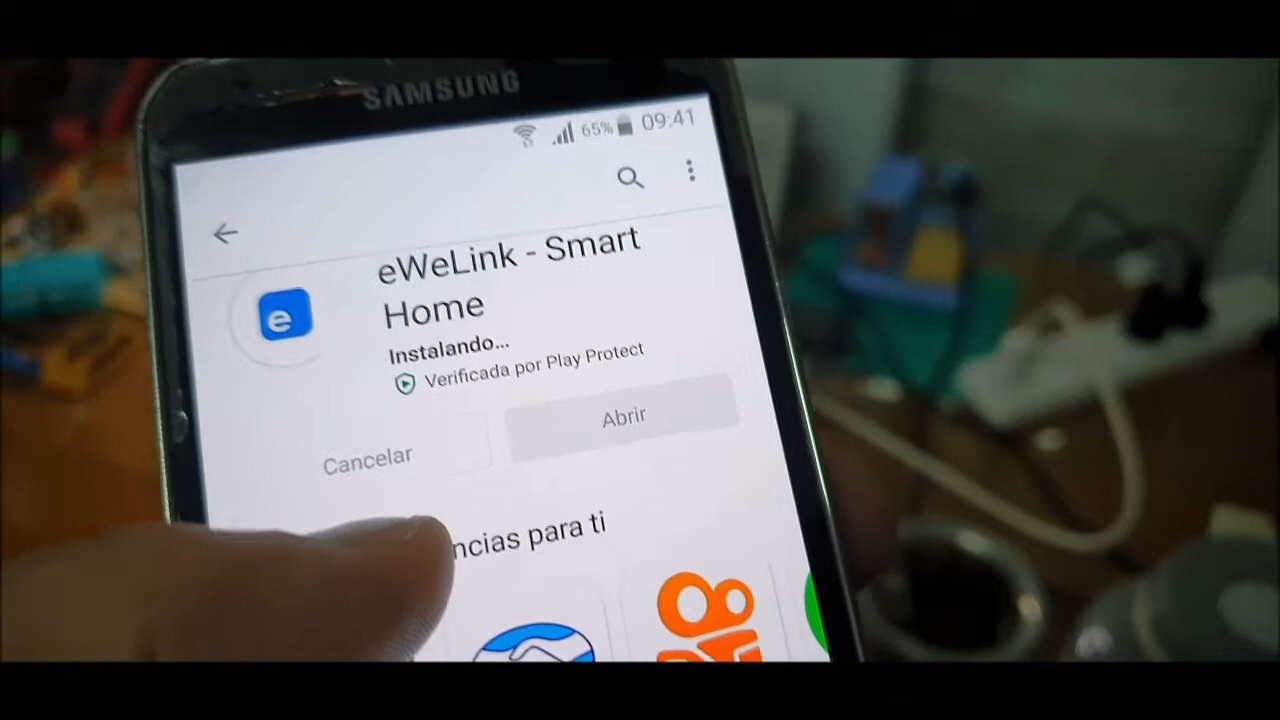 SAMSUNG
65% 09:41
eWeLink - Smart
Home
Instalando...
Verificada por Play Protect
Cancelar
Abrir
ncias para ti